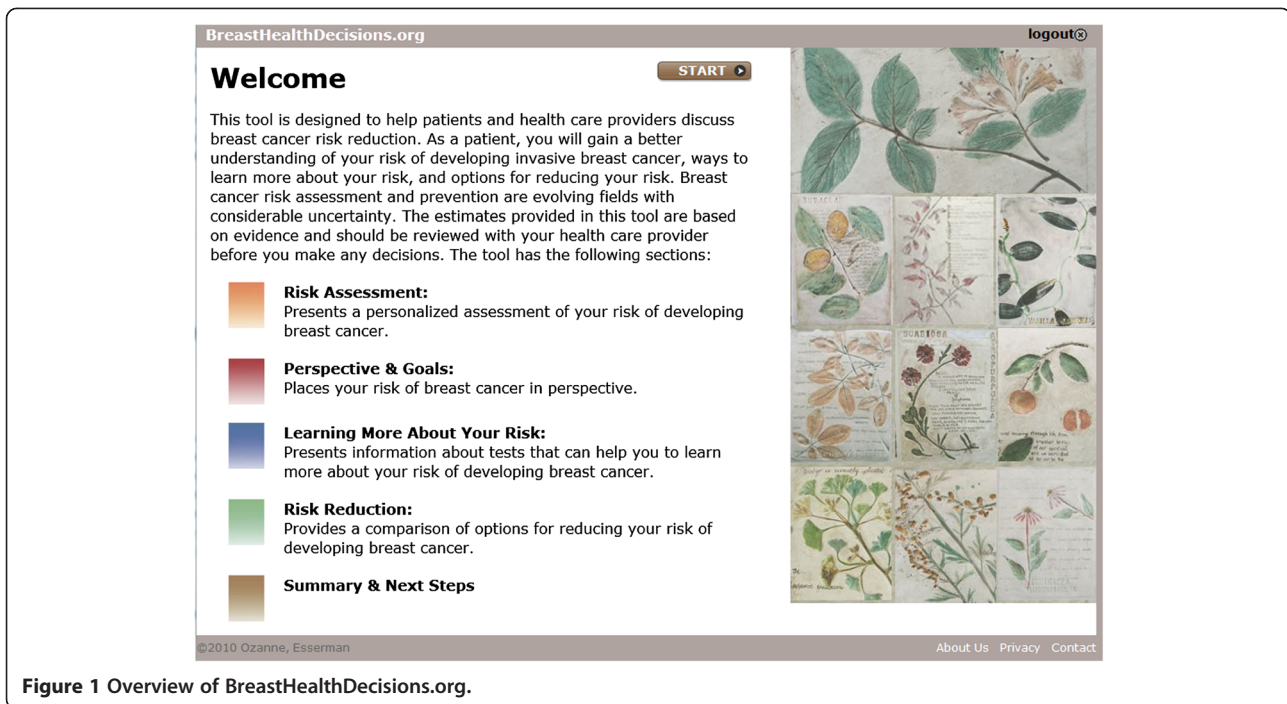 BreastHealthDecisions.org
logout
Welcome
START
This tool is designed to help patients and health care providers discuss
breast cancer risk reduction. As a patient, you will gain a better
understanding of your risk of developing invasive breast cancer, ways to
learn more about your risk, and options for reducing your risk. Breast
cancer risk assessment and prevention are evolving fields with
considerable uncertainty. The estimates provided in this tool are based
on evidence and should be reviewed with your health care provider
before you make any decisions. The tool has the following sections:
Risk Assessment:
Presents a personalized assessment of your risk of developing
breast cancer.
Perspective & Goals:
Places your risk of breast cancer in perspective.
Learning More About Your Risk:
Presents information about tests that can help you to learn
more about your risk of developing breast cancer.
Risk Reduction:
Provides a comparison of options for reducing your risk of
developing breast cancer.
Summary & Next Steps
©2010 Ozanne, Esserman
About Us Privacy Contact
Figure 1 Overview of BreastHealthDecisions.org.